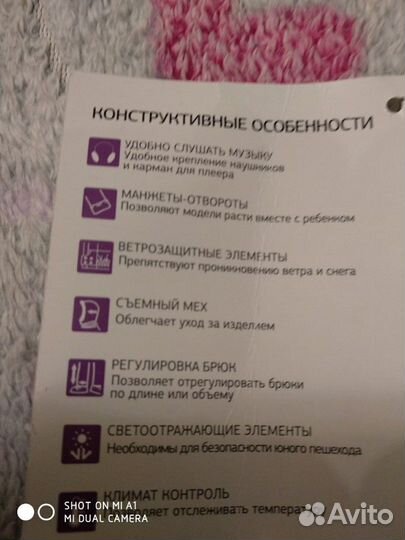 КОНСТРУКТИВНЫЕ ОСОБЕННОСТИ
УДОБНО СЛУШАТЬ МУЗЫКУ
Удобное крепление наушников
и карман для плеера
МАНЖЕТЫ-ОТВОРОТЫ
Позволяют модели расти вместе с ребенком
ВЕТРОЗАЩИТНЫЕ ЭЛЕМЕНТЫ
Препятствуют проникновению ветра и снега
СЪЕМНЫЙ МЕХ
Облегчает уход за изделием
РЕГУЛИРОВКА БРЮК
Позволяет отрегулировать брюки
по длине или объему
СВЕТООТРАЖАЮЩИЕ ЭЛЕМЕНТЫ
Необходимы для безопасности юного пешехода
КЛИМАТ КОНТРОЛЬ
отслеживать
SHOT ON MI A1
MI DUAL CAMERA
Avito